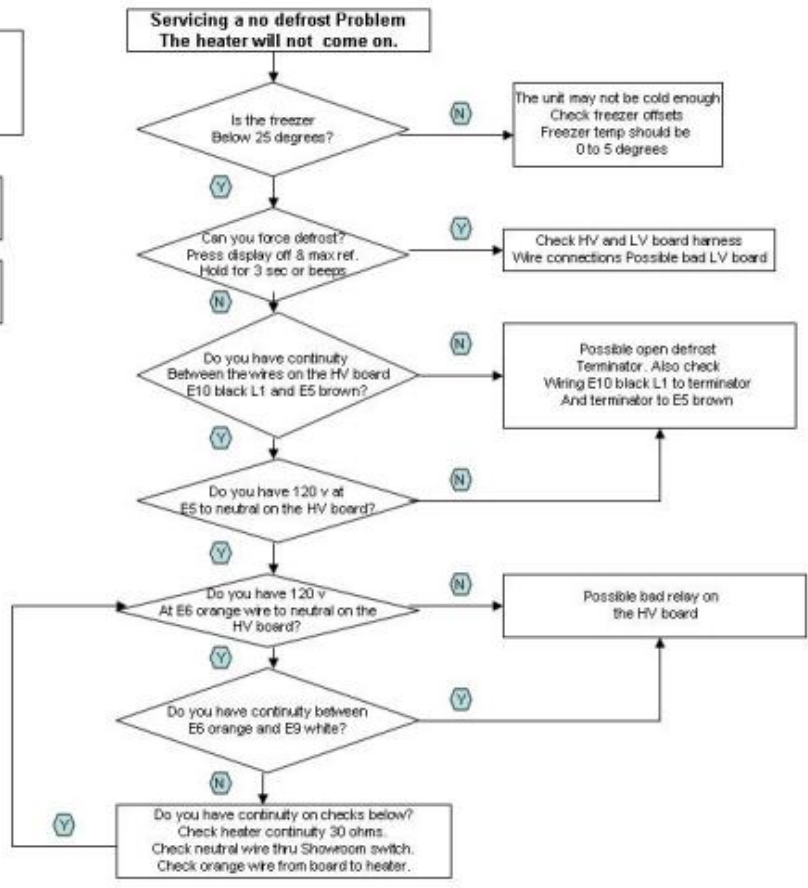 Servicing a no defrost Problem
The heater will not come on.
Is the freezer
Below 25 degrees?
N
The unit may not be cold enough
Check freezer offsets
Freezer temp should be
0 to 5 degrees
Y
Can you force defrost?
Press display off & max ref.
Hold for 3 sec or beeps
Y
Check HV and LV board harness
Wire connections Possible bad LV board
N
Do you have continuity
Between the wires on the HV board
E10 black L1 and E5 brown?
N
Possible open defrost
Terminator. Also check
Wiring E10 black L1 to terminator
And terminator to E5 brown
Y
Do you have 120 v at
E5 to neutral on the HV board?
N
Y
Do you have 120 v
At E6 orange wire to neutral on the
HV board?
N
Possible bad relay on
the HV board
Y
Do you have continuity between
E6 orange and E9 white?
Y
N
Do you have continuity on checks below?
Check heater continuity 30 ohms.
Check neutral wire thru Showroom switch.
Check orange wire from board to heater.
Y